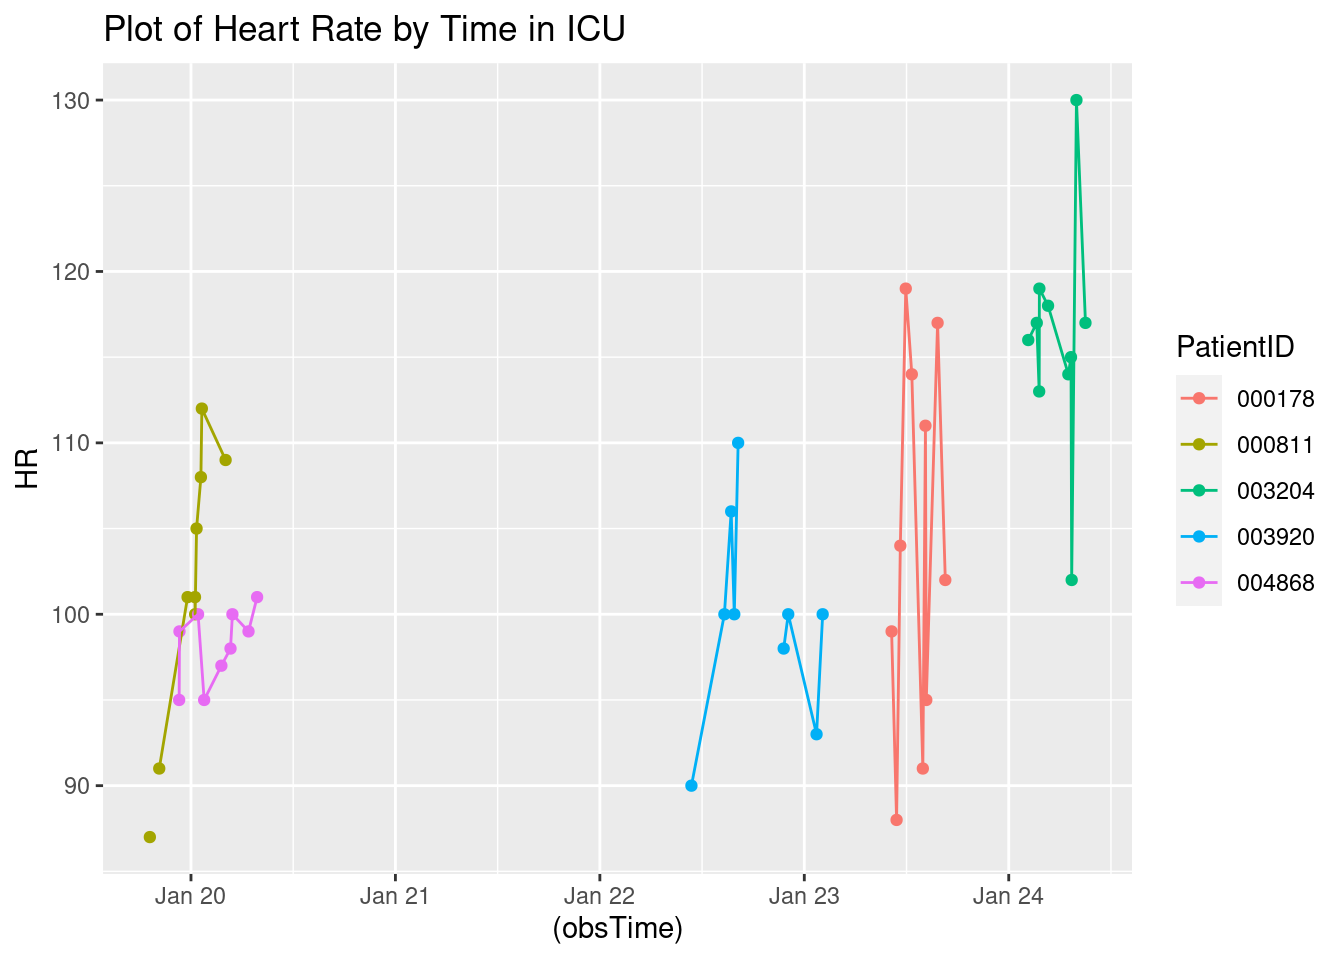 Plot of Heart Rate by Time in ICU
130
120
110
100
90
HR
Jan 20
Jan 21
Jan 22
Jan 23
Jan 24
(obsTime)
PatientID
000178
000811
003204
003920
004868